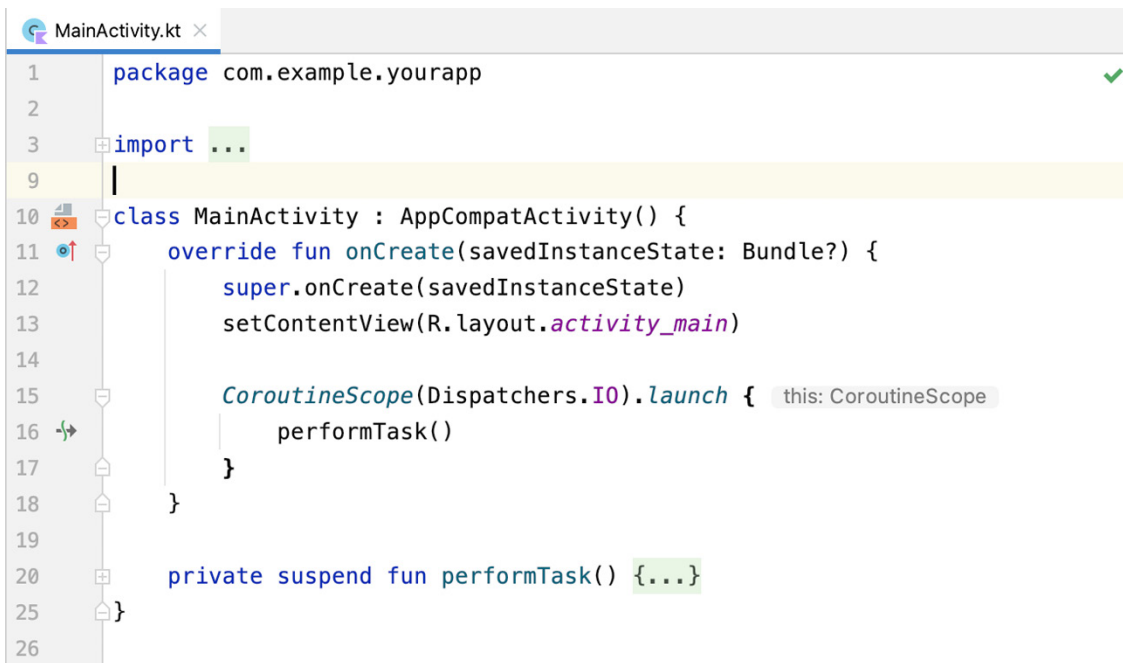 MainActivity.kt
1 package com.example.yourapp
2
3 import ...
9
10 class MainActivity : AppCompatActivity() {
11 override fun onCreate(savedInstanceState: Bundle?) {
12 super.onCreate(savedInstanceState)
13 setContentView(R.layout.activity_main)
14
15 CoroutineScope(Dispatchers.IO).launch { this: CoroutineScope
16 performTask()
17 }
18 }
19
20 private suspend fun performTask() {...}
25 }
26